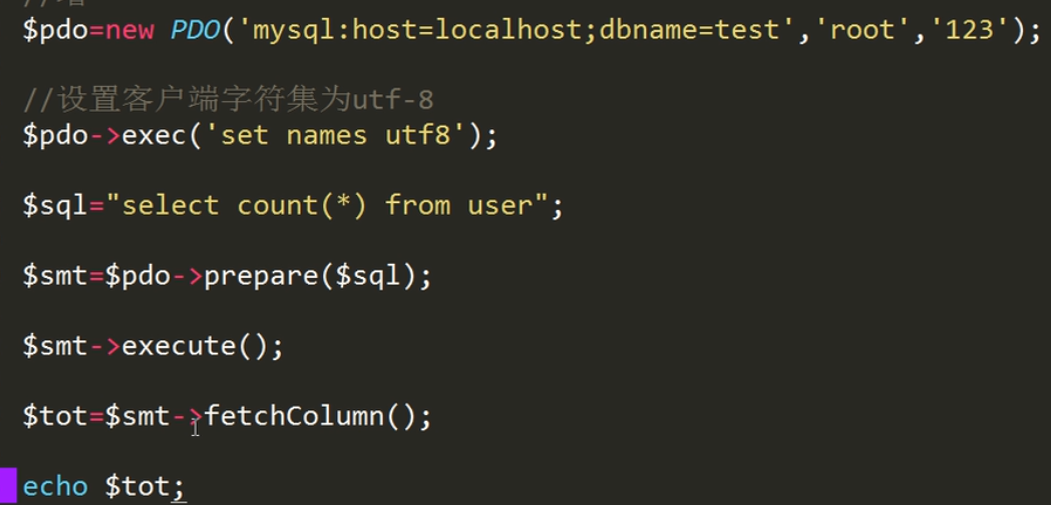 $pdo=new PDO('mysql:host=localhost;dbname=test','root','123');
//设置客户端字符集为utf-8
$pdo->exec('set names utf8');
$sql="select count(*) from user";
$smt=$pdo->prepare($sql);
$smt->execute();
$tot=$smt->fetchColumn();
echo $tot;